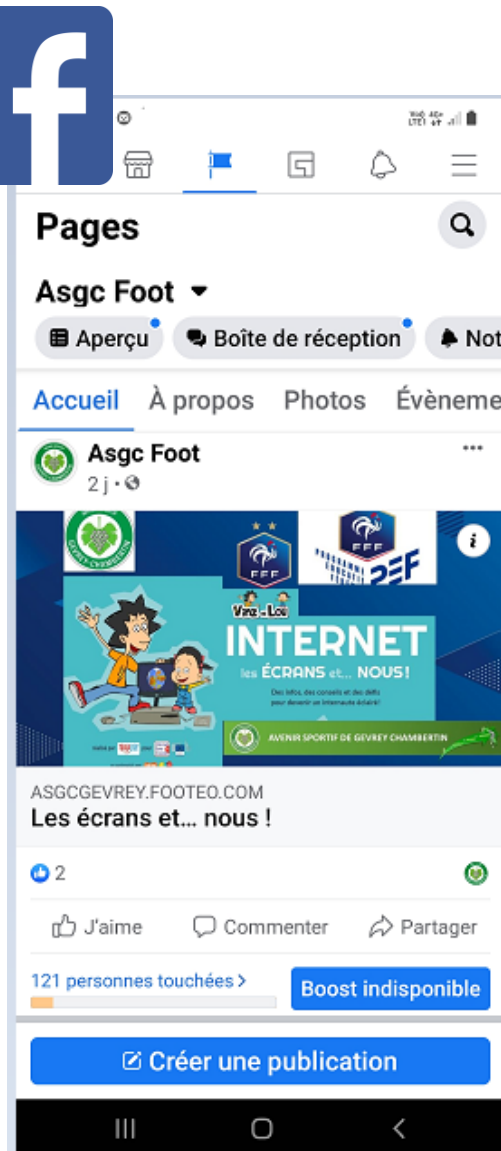 f
Pages
Asgc Foot
Aperçu
Boîte de réception
Not
Accueil
À propos
Photos
Évèneme
Asgc Foot
2 j
GEVREY-CHAMBERTIN
FFF
FFF
PEF
Vinz et Lou
INTERNET
les ÉCRANS et... NOUS!
Des infos, des conseils et des défis
pour devenir un internaute éclairé!
AVENIR SPORTIF DE GEVREY CHAMBERTIN
ASGCGEVREY.FOOTEO.COM
Les écrans et... nous !
2
J'aime
Commenter
Partager
121 personnes touchées
Boost indisponible
Créer une publication